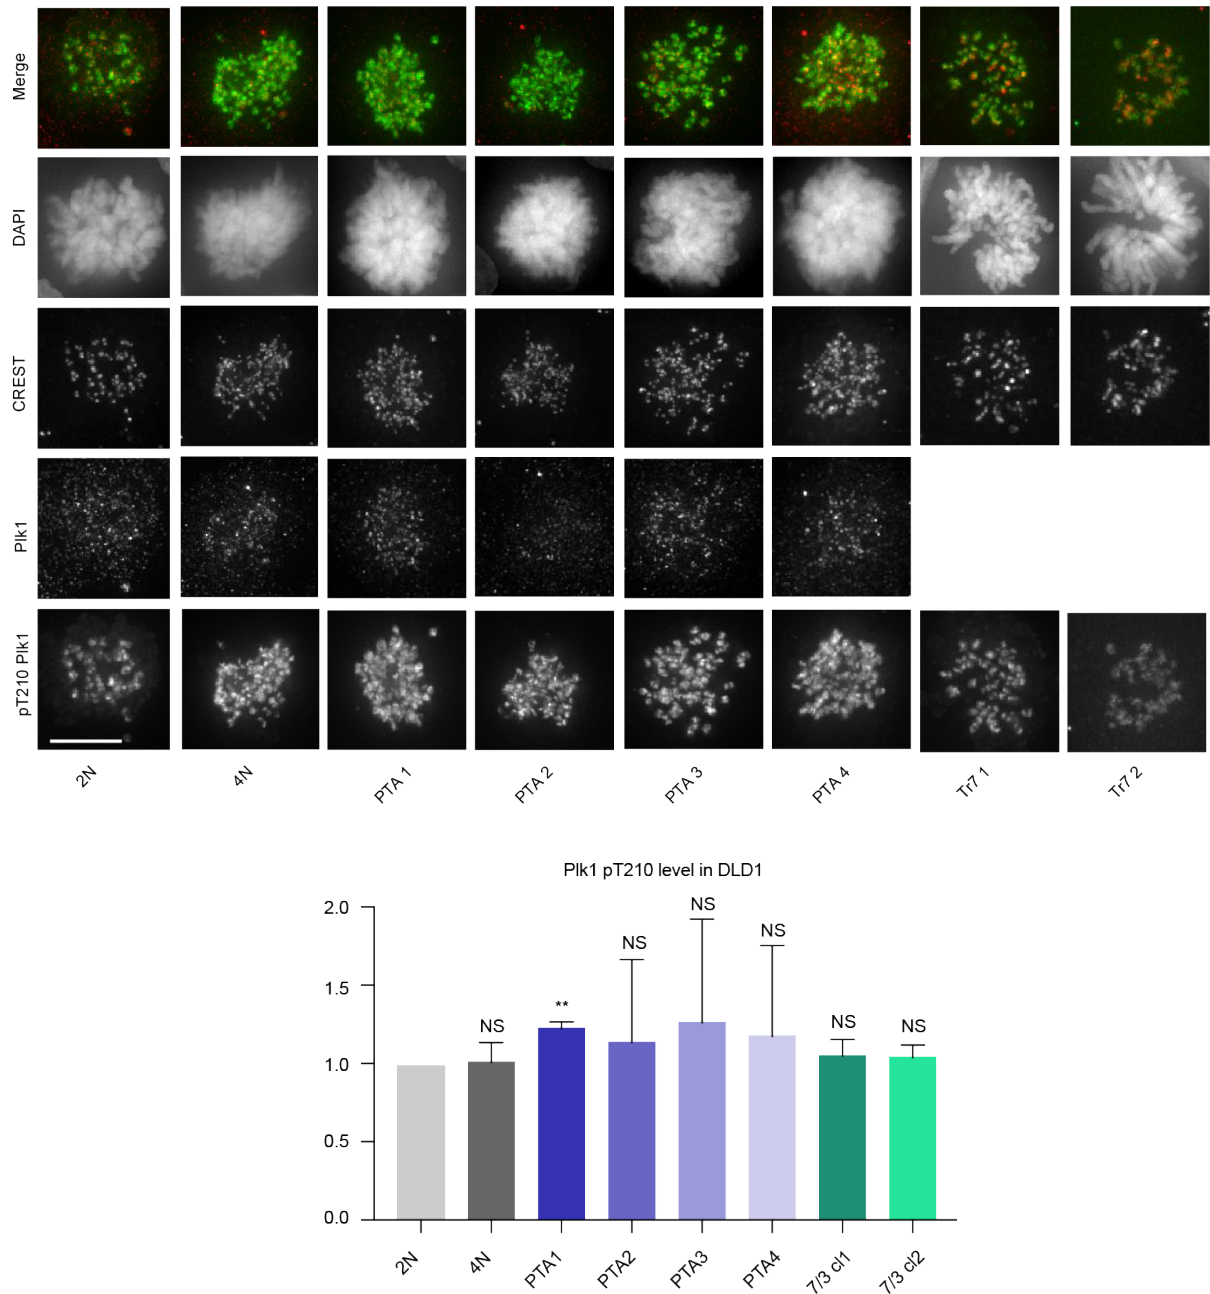 Merge
DAPI
CREST
Plk1
pT210 Plk1
2N
4N
PTA 1
PTA 2
PTA 3
PTA 4
Tr7 1
Tr7 2
Plk1 pT210 level in DLD1
2.0
1.5
1.0
0.5
0.0
NS
**
NS
NS
NS
NS
NS
2N
4N
PTA1
PTA2
PTA3
PTA4
7/3 cl1
7/3 cl2